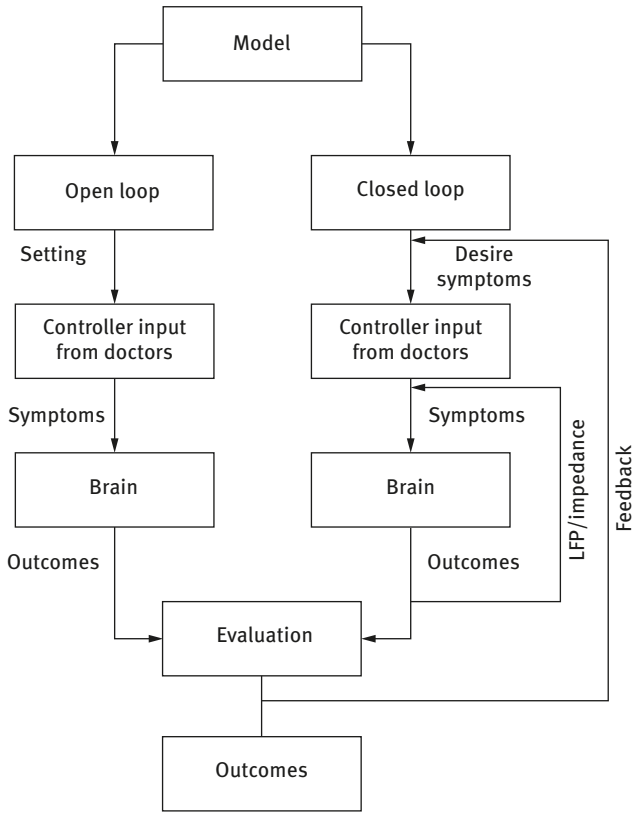 Model
Open loop
Closed loop
Setting
Desire
symptoms
Controller input
from doctors
Controller input
from doctors
Symptoms
Symptoms
Brain
Brain
Outcomes
Outcomes
LFP/impedance
Feedback
Evaluation
Outcomes